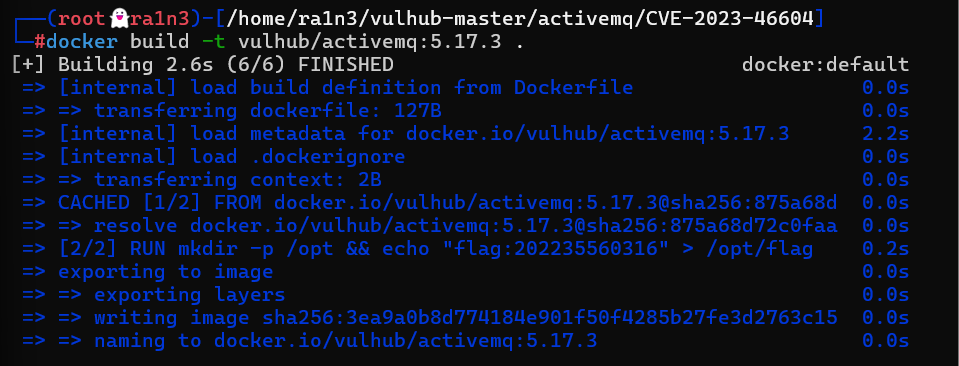 ┌──(root👻ra1n3)-[/home/ra1n3/vulhub-master/activemq/CVE-2023-46604]
└─#docker build -t vulhub/activemq:5.17.3 .
[+] Building 2.6s (6/6) FINISHED docker:default
=> [internal] load build definition from Dockerfile 0.0s
=> => transferring dockerfile: 127B 0.0s
=> [internal] load metadata for docker.io/vulhub/activemq:5.17.3 2.2s
=> [internal] load .dockerignore 0.0s
=> => transferring context: 2B 0.0s
=> CACHED [1/2] FROM docker.io/vulhub/activemq:5.17.3@sha256:875a68d 0.0s
=> => resolve docker.io/vulhub/activemq:5.17.3@sha256:875a68d72c0faa 0.0s
=> [2/2] RUN mkdir -p /opt && echo "flag:202235560316" > /opt/flag 0.2s
=> exporting to image 0.0s
=> => exporting layers 0.0s
=> => writing image sha256:3ea9a0b8d774184e901f50f4285b27fe3d2763c15 0.0s
=> => naming to docker.io/vulhub/activemq:5.17.3 0.0s